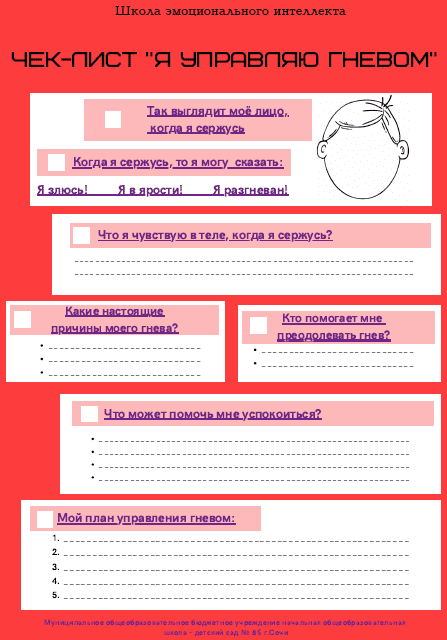 Школа эмоционального интеллекта
ЧЕК-ЛИСТ "Я УПРАВЛЯЮ ГНЕВОМ"
Так выглядит моё лицо,
когда я сержусь
Когда я сержусь, то я могу сказать:
Я злюсь! Я в ярости! Я разгневан!
Что я чувствую в теле, когда я сержусь?
Какие настоящие
причины моего гнева?
Кто помогает мне
преодолевать гнев?
Что может помочь мне успокоиться?
Мой план управления гневом:
1.
2.
3.
4.
5.
Муниципальное общеобразовательное бюджетное учреждение начальная общеобразовательная
школа - детский сад № 85 г.Сочи